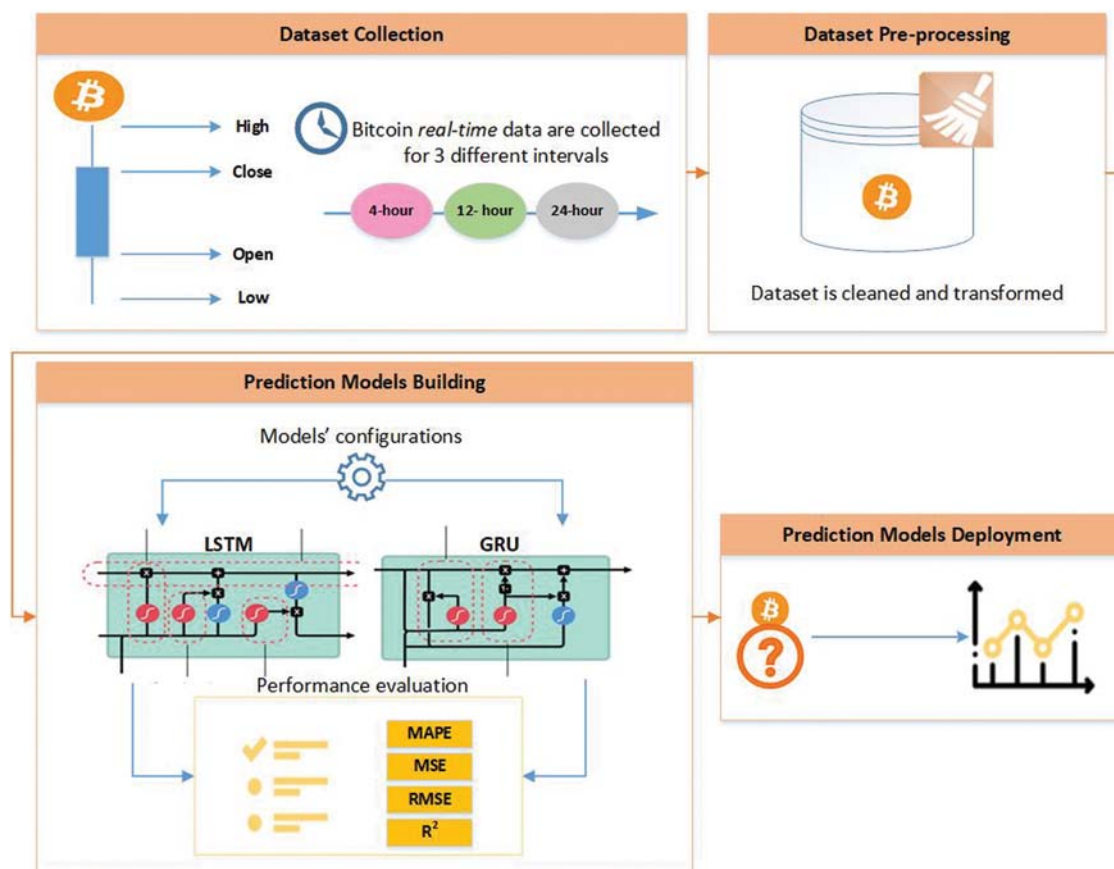 Dataset Collection
High
Close
Open
Low
Bitcoin real-time data are collected
for 3 different intervals
4-hour
12- hour
24-hour
Dataset Pre-processing
Dataset is cleaned and transformed
Prediction Models Building
Models' configurations
LSTM
GRU
Performance evaluation
MAPE
MSE
RMSE
R²
Prediction Models Deployment
?